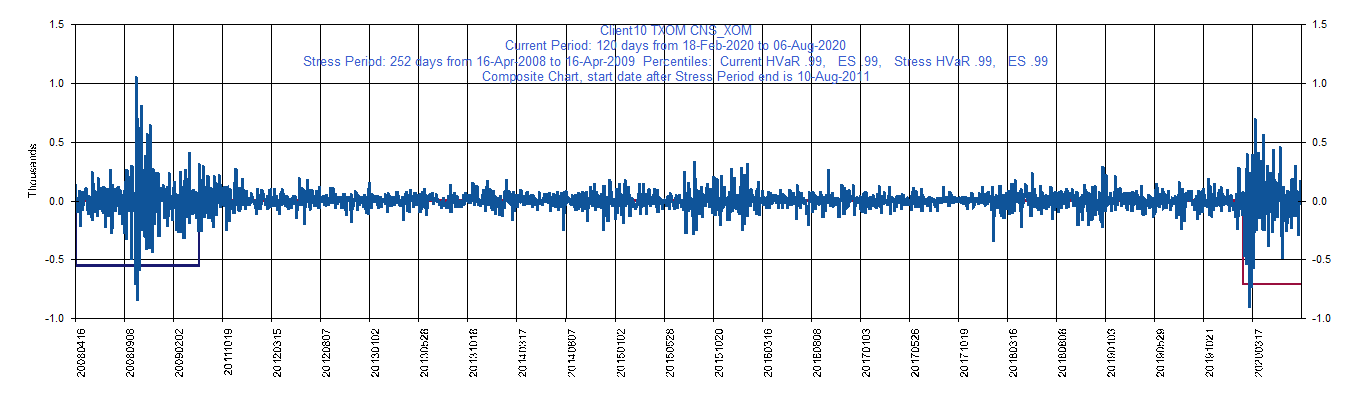 Client10 TXOM CNS_XOM
Current Period: 120 days from 18-Feb-2020 to 06-Aug-2020
Stress Period: 252 days from 16-Apr-2008 to 16-Apr-2009 Percentiles: Current HVaR .99, ES .99, Stress HVaR .99, ES .99
Composite Chart, start date after Stress Period end is 10-Aug-2011
1.5 1.5
1.0 1.0
0.5 0.5
0.0 0.0
-0.5 -0.5
-1.0 -1.0
Thousands
20080416 20080908 20090202 20111019 20120315 20120807 20130102 20130528 20131018 20140317 20140807 20150102 20150528 20151020 20160316 20160808 20170103 20170526 20171019 20180316 20180808 20190103 20190529 20191021 20200317